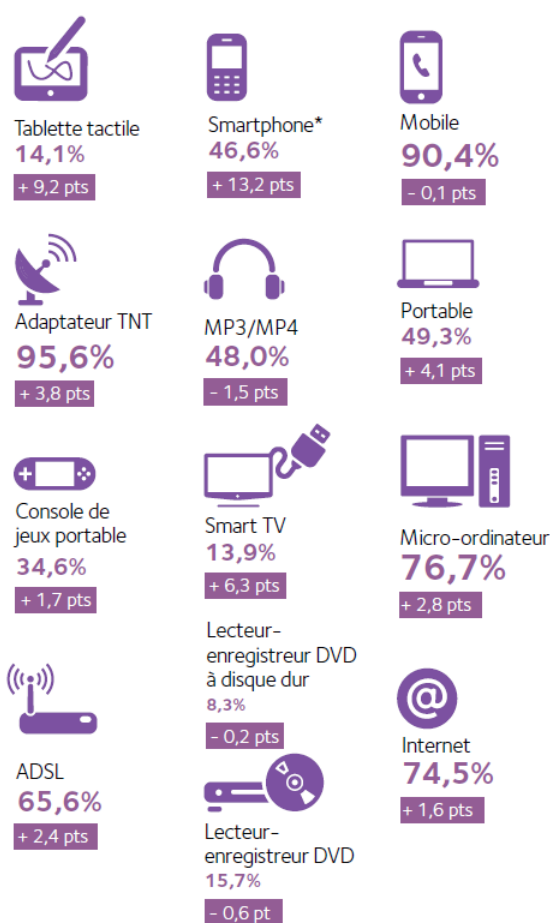 Tablette tactile
14,1%
+ 9,2 pts
Smartphone*
46,6%
+ 13,2 pts
Mobile
90,4%
- 0,1 pts
Adaptateur TNT
95,6%
+ 3,8 pts
MP3/MP4
48,0%
- 1,5 pts
Portable
49,3%
+ 4,1 pts
Console de
jeux portable
34,6%
+ 1,7 pts
Smart TV
13,9%
+ 6,3 pts
Micro-ordinateur
76,7%
+ 2,8 pts
Lecteur-
enregistreur DVD
à disque dur
8,3%
- 0,2 pts
ADSL
65,6%
+ 2,4 pts
Lecteur-
enregistreur DVD
15,7%
- 0,6 pt
@
Internet
74,5%
+ 1,6 pts